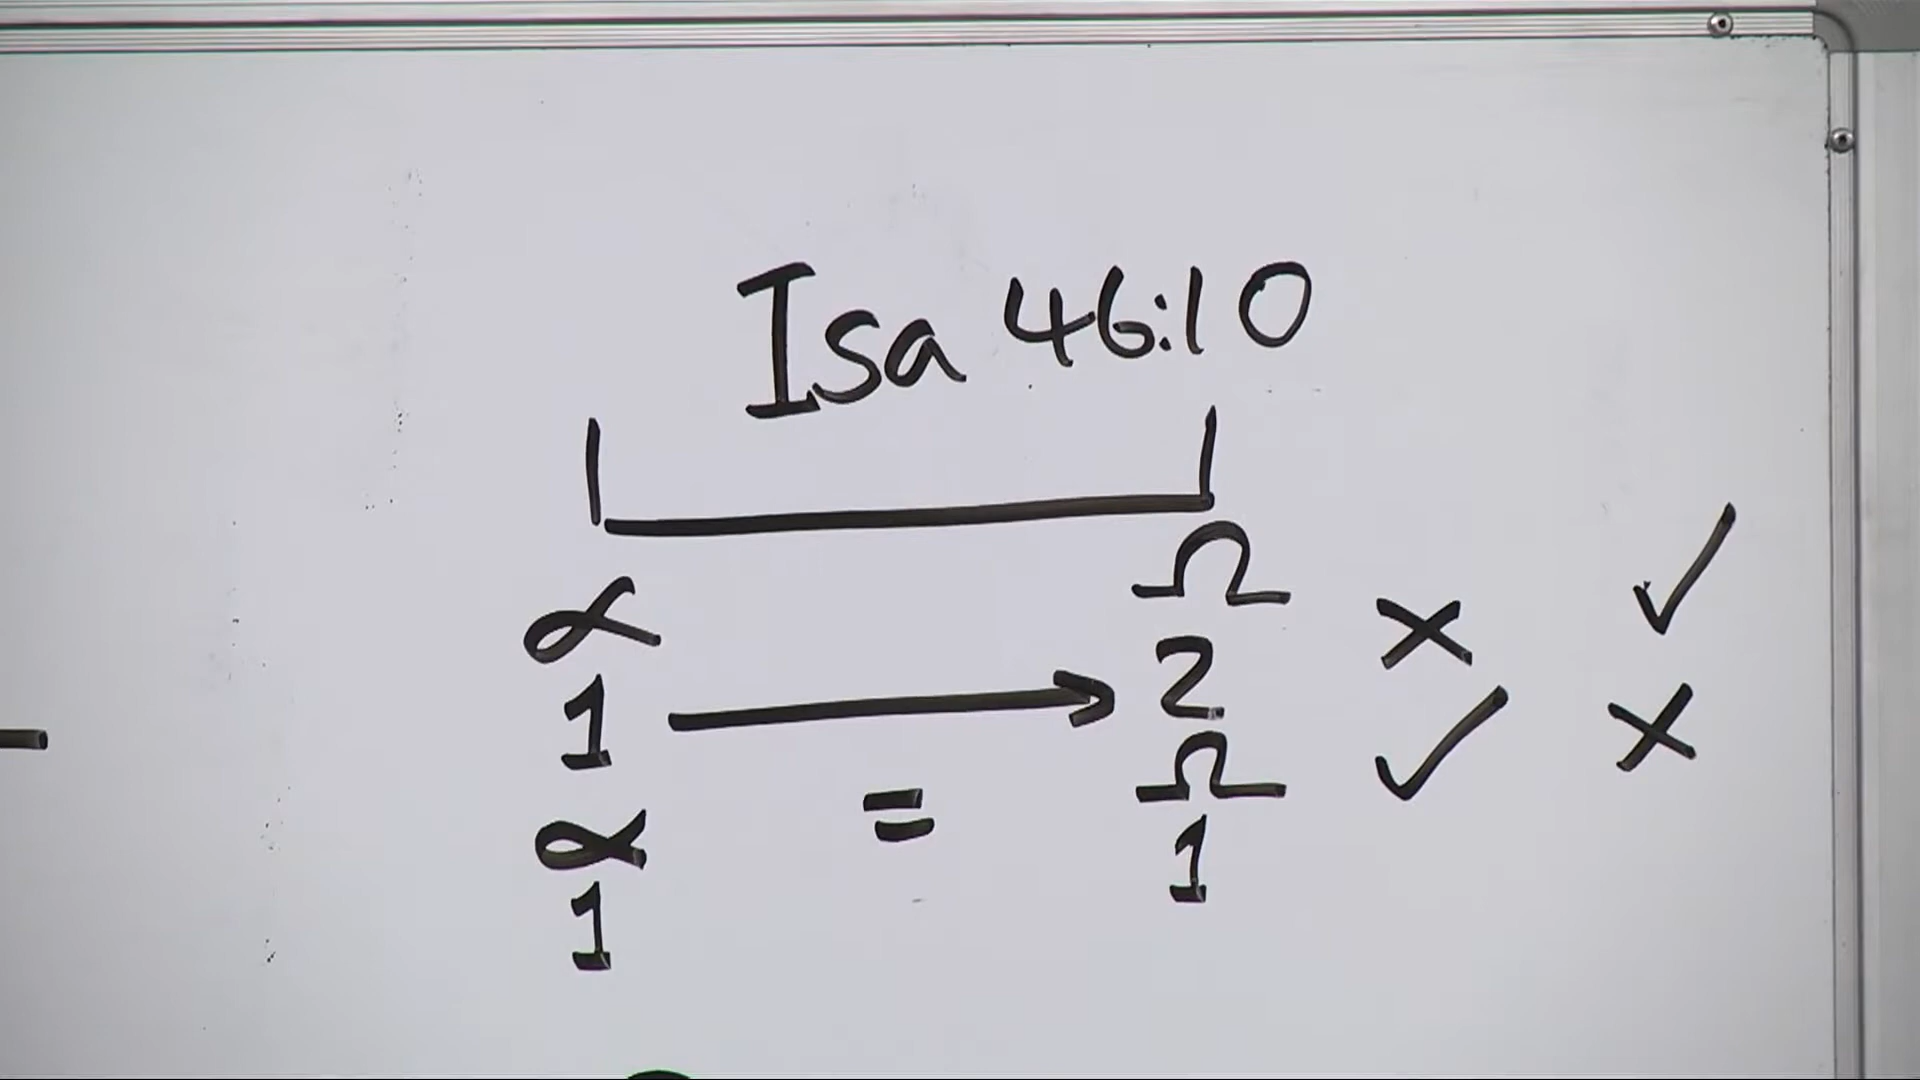 Isa 46:10
α Ω × ✓
1 → 2
α = Ω ✓ ×
1 1